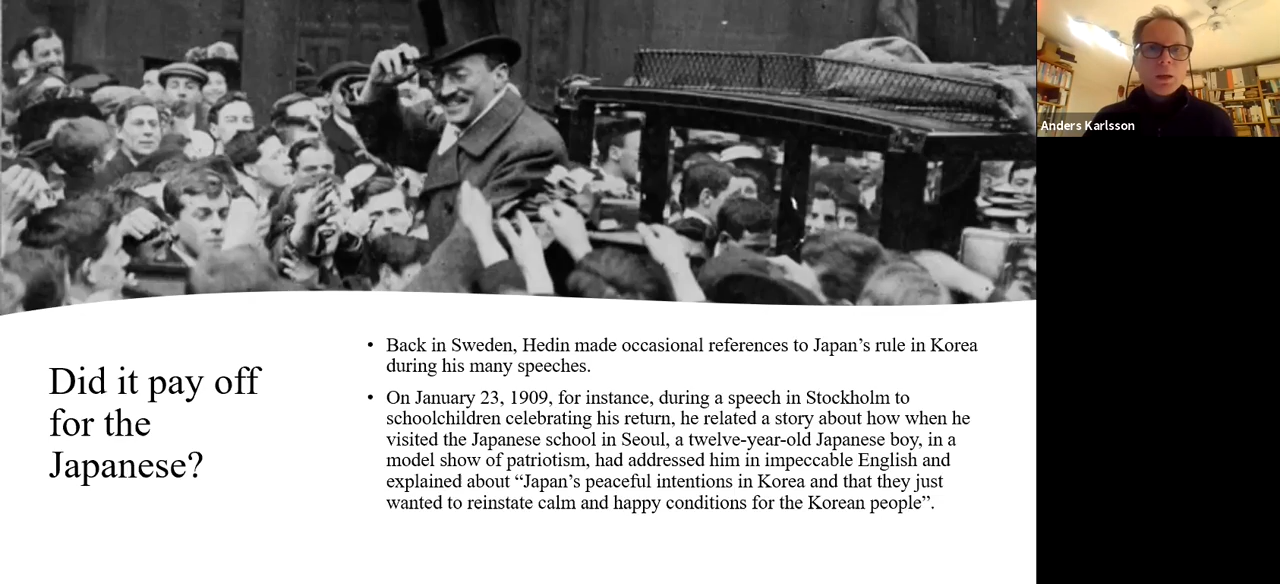 Anders Karlsson
Did it pay off
for the
Japanese?
• Back in Sweden, Hedin made occasional references to Japan’s rule in Korea
during his many speeches.
• On January 23, 1909, for instance, during a speech in Stockholm to
schoolchildren celebrating his return, he related a story about how when he
visited the Japanese school in Seoul, a twelve-year-old Japanese boy, in a
model show of patriotism, had addressed him in impeccable English and
explained about “Japan’s peaceful intentions in Korea and that they just
wanted to reinstate calm and happy conditions for the Korean people”.